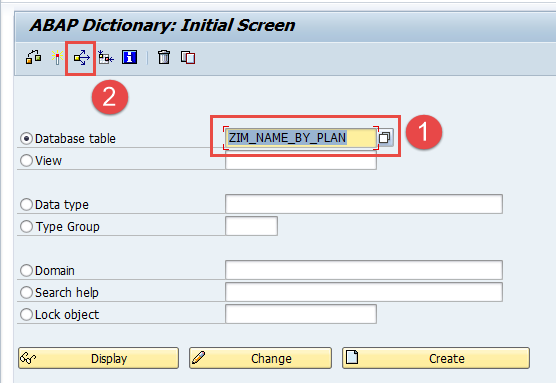 ABAP Dictionary: Initial Screen
2
1
Database table ZIM_NAME_BY_PLAN
View
Data type
Type Group
Domain
Search help
Lock object
Display Change Create